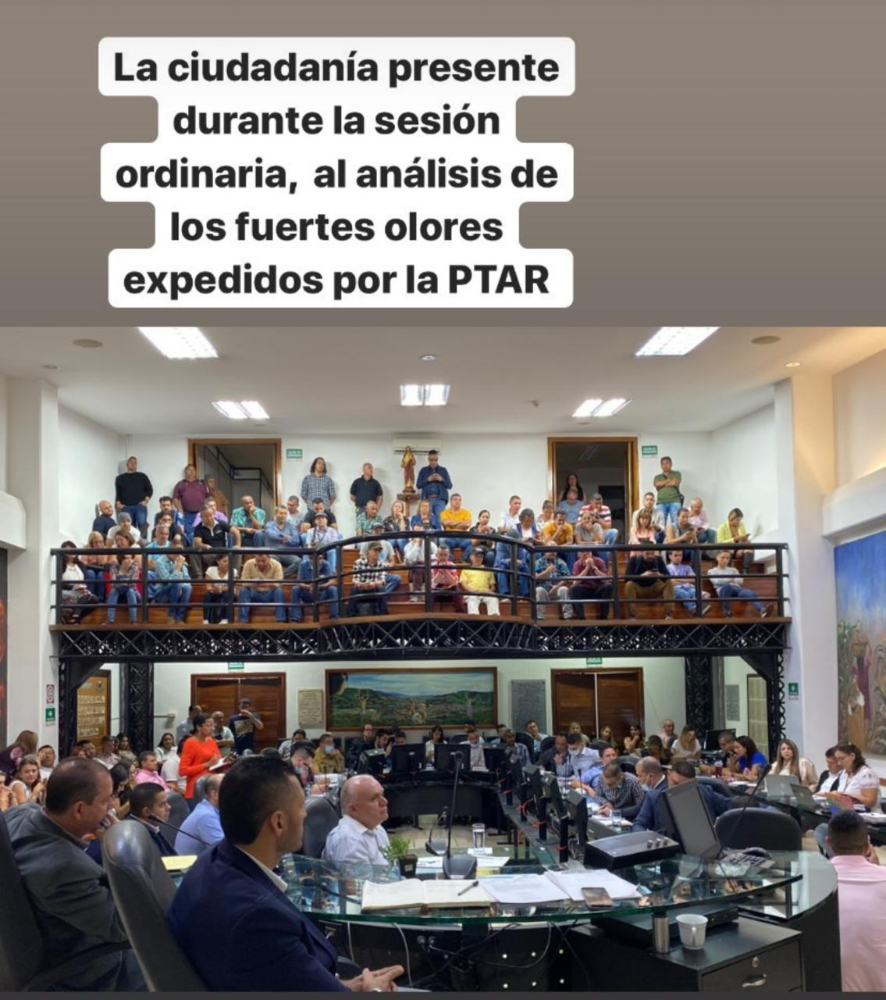 La ciudadanía presente
durante la sesión
ordinaria, al análisis de
los fuertes olores
expedidos por la PTAR